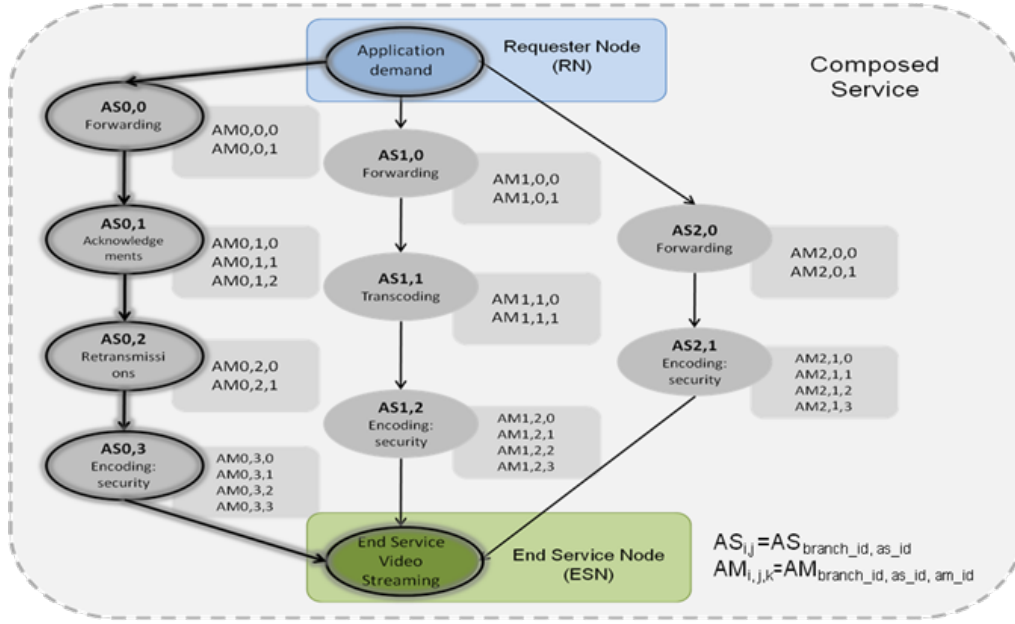 Application
demand
Requester Node
(RN)
Composed
Service
AS0,0
Forwarding
AM0,0,0
AM0,0,1
AS0,1
Acknowledge
ments
AM0,1,0
AM0,1,1
AM0,1,2
AS0,2
Retransmissi
ons
AM0,2,0
AM0,2,1
AS0,3
Encoding:
security
AM0,3,0
AM0,3,1
AM0,3,2
AM0,3,3
AS1,0
Forwarding
AM1,0,0
AM1,0,1
AS1,1
Transcoding
AM1,1,0
AM1,1,1
AS1,2
Encoding:
security
AM1,2,0
AM1,2,1
AM1,2,2
AM1,2,3
AS2,0
Forwarding
AM2,0,0
AM2,0,1
AS2,1
Encoding:
security
AM2,1,0
AM2,1,1
AM2,1,2
AM2,1,3
End Service
Video
Streaming
End Service Node
(ESN)
ASi,j=ASbranch_id, as_id
AMi,j,k=AMbranch_id, as_id, am_id